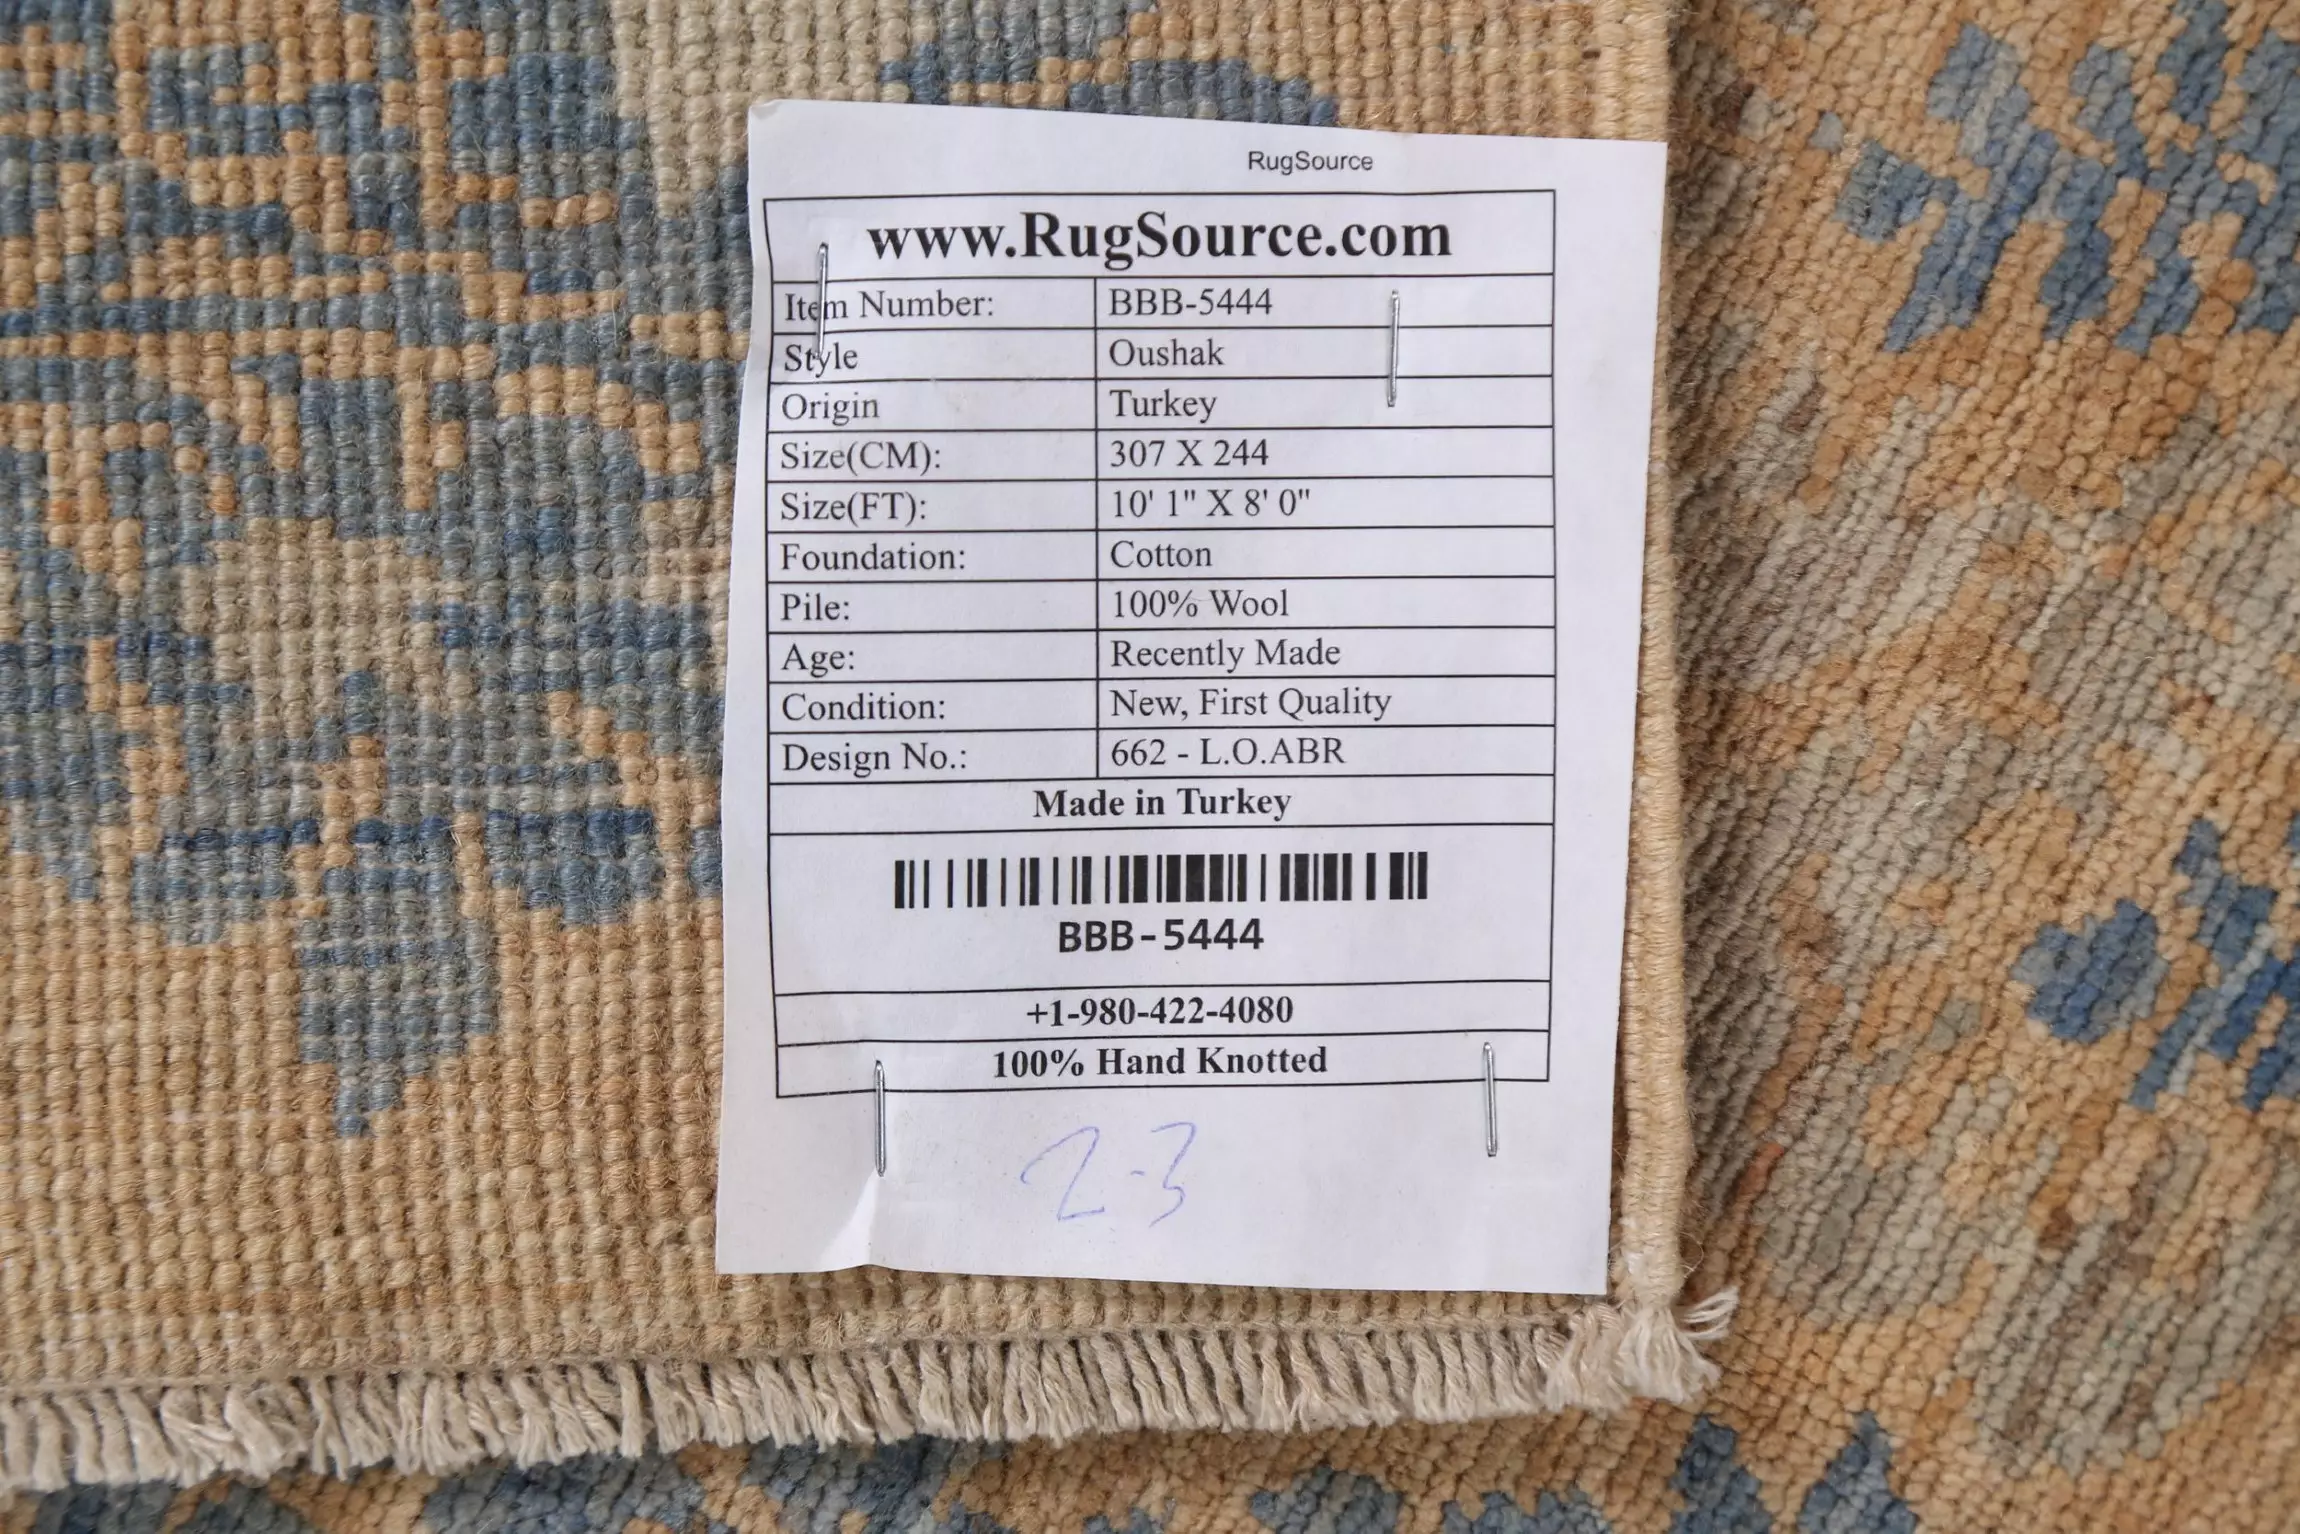 RugSource
www.RugSource.com
Item Number: BBB-5444
Style Oushak
Origin Turkey
Size(CM): 307 X 244
Size(FT): 10' 1" X 8' 0"
Foundation: Cotton
Pile: 100% Wool
Age: Recently Made
Condition: New, First Quality
Design No.: 662 - L.O.ABR
Made in Turkey
BBB-5444
+1-980-422-4080
100% Hand Knotted
2-3